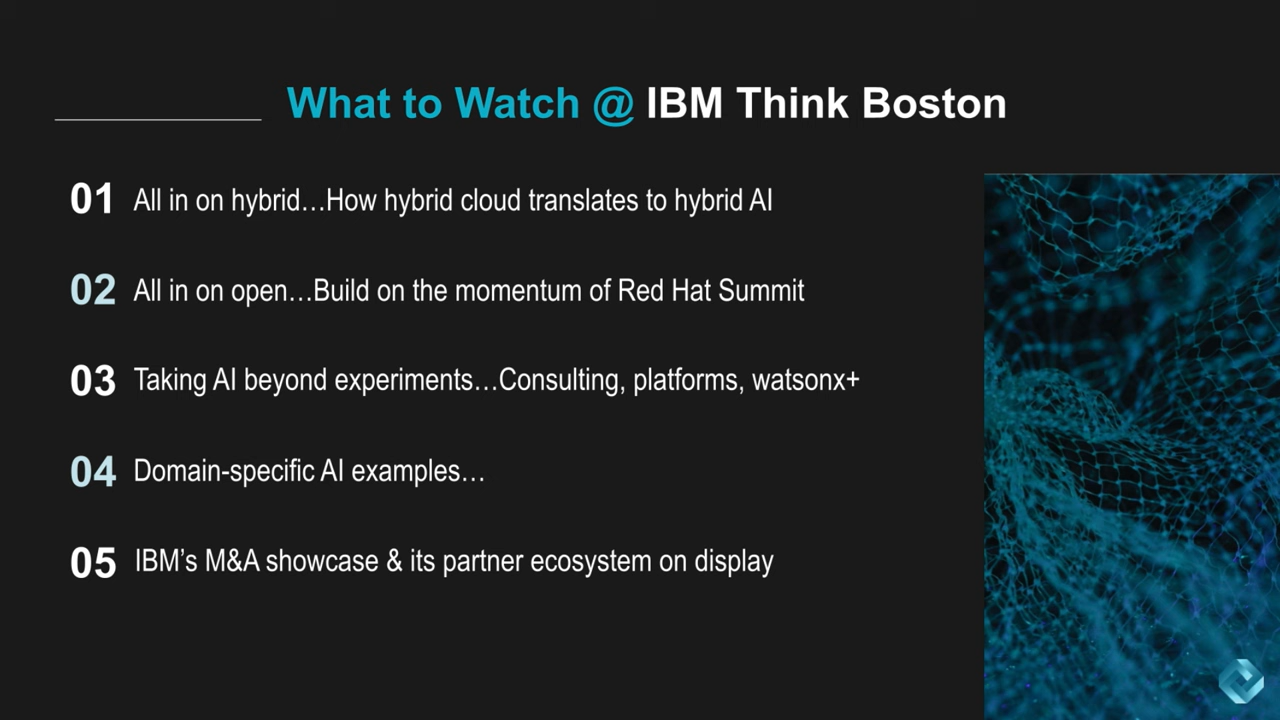 What to Watch @ IBM Think Boston
01 All in on hybrid…How hybrid cloud translates to hybrid AI
02 All in on open…Build on the momentum of Red Hat Summit
03 Taking AI beyond experiments…Consulting, platforms, watsonx+
04 Domain-specific AI examples…
05 IBM’s M&A showcase & its partner ecosystem on display